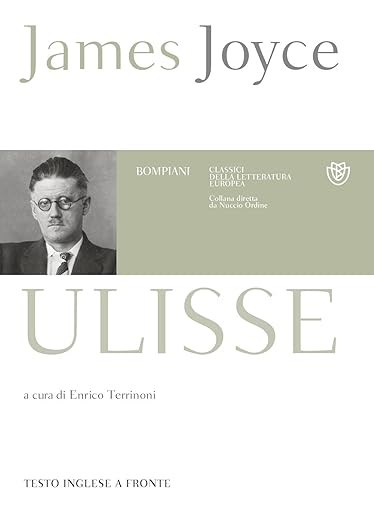 James Joyce
BOMPIANI
CLASSICI
DELLA LETTERATURA
EUROPEA
Collana diretta
da Nuccio Ordine
ULISSE
a cura di Enrico Terrinoni
TESTO INGLESE A FRONTE